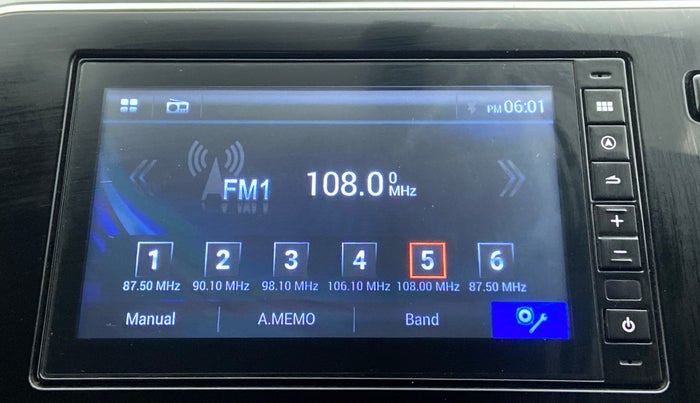 PM 06:01
FM1 108.0 0 MHz
1 2 3 4 5 6
87.50 MHz 90.10 MHz 98.10 MHz 106.10 MHz 108.00 MHz 87.50 MHz
Manual A.MEMO Band